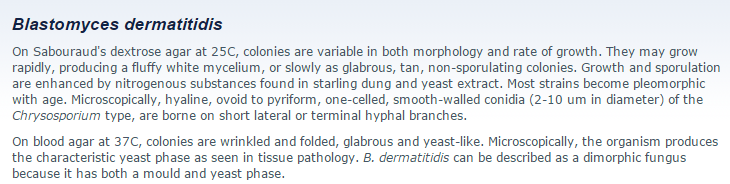 Blastomyces dermatitidis
On Sabouraud's dextrose agar at 25C, colonies are variable in both morphology and rate of growth. They may grow
rapidly, producing a fluffy white mycelium, or slowly as glabrous, tan, non-sporulating colonies. Growth and sporulation
are enhanced by nitrogenous substances found in starling dung and yeast extract. Most strains become pleomorphic
with age. Microscopically, hyaline, ovoid to pyriform, one-celled, smooth-walled conidia (2-10 um in diameter) of the
Chrysosporium type, are borne on short lateral or terminal hyphal branches.
On blood agar at 37C, colonies are wrinkled and folded, glabrous and yeast-like. Microscopically, the organism produces
the characteristic yeast phase as seen in tissue pathology. B. dermatitidis can be described as a dimorphic fungus
because it has both a mould and yeast phase.